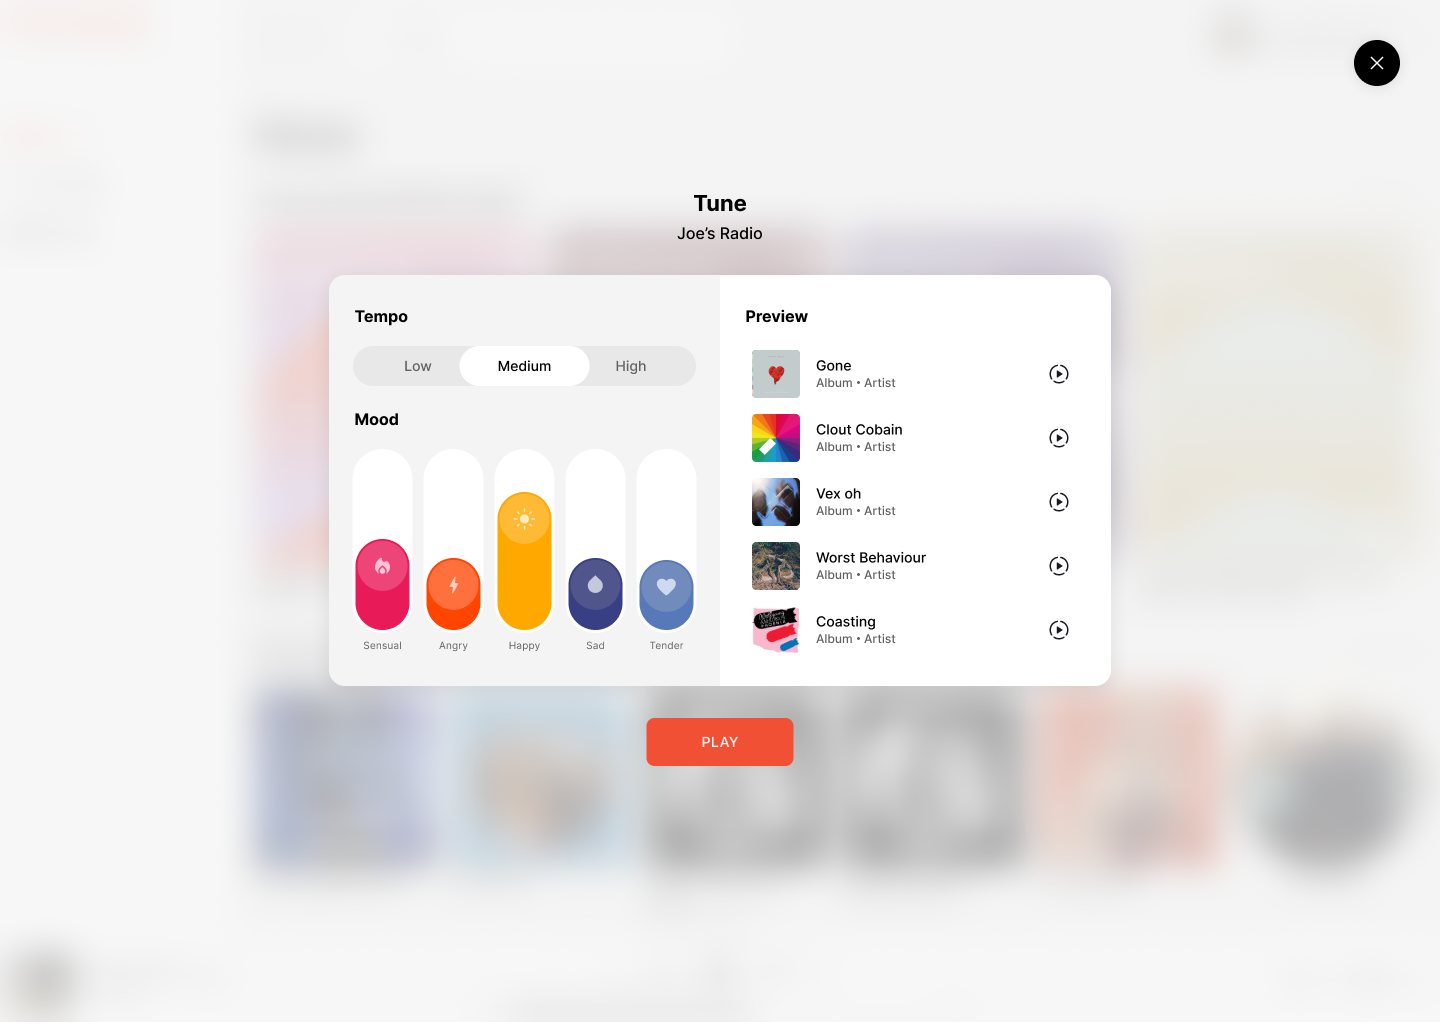 Tune
Joe’s Radio
Tempo
Low Medium High
Mood
Sensual Angry Happy Sad Tender
Preview
Gone
Album • Artist
Clout Cobain
Album • Artist
Vex oh
Album • Artist
Worst Behaviour
Album • Artist
Coasting
Album • Artist
PLAY